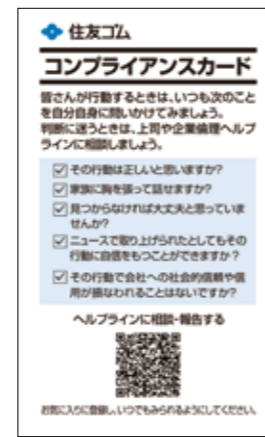 住友ゴム
コンプライアンスカード
皆さんが行動するときは、いつも次のこと
を自分自身に問いかけてみましょう。
判断に迷うときは、上司や企業倫理ヘルプ
ラインに相談しましょう。
その行動は正しいと思いますか?
家族に胸を張って話せますか?
見つからなければ大丈夫と思っていま
せんか?
ニュースで取り上げられたとしてもその
行動に自信をもつことができますか?
その行動で会社への社会的信頼や信
用が損なわれることはないですか?
ヘルプラインに相談・報告する
お気に入りに登録し、いつでもみられるようにしてください。